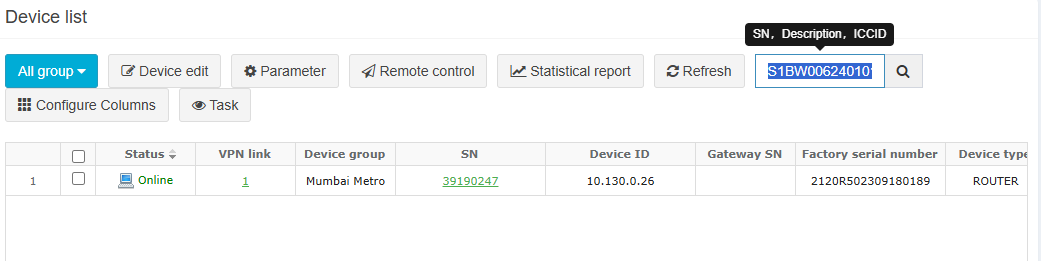 Device list
SN, Description, ICCID
All group Device edit Parameter Remote control Statistical report Refresh S1BW00624010
Configure Columns Task
Status VPN link Device group SN Device ID Gateway SN Factory serial number Device type
1 Online 1 Mumbai Metro 39190247 10.130.0.26 2120R502309180189 ROUTER